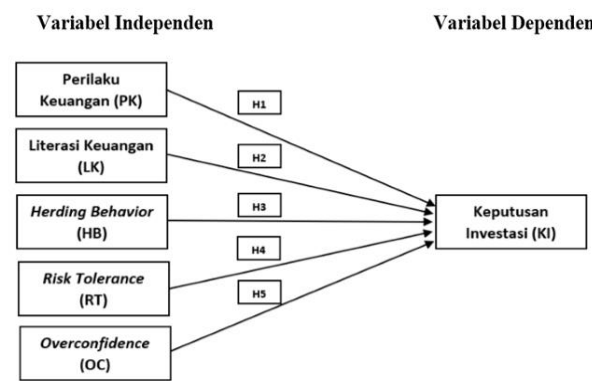 Variabel Independen
Variabel Dependen
Perilaku
Keuangan (PK)
H1
Literasi Keuangan
(LK)
H2
Herding Behavior
(HB)
H3
Keputusan
Investasi (KI)
Risk Tolerance
(RT)
H4
Overconfidence
(OC)
H5